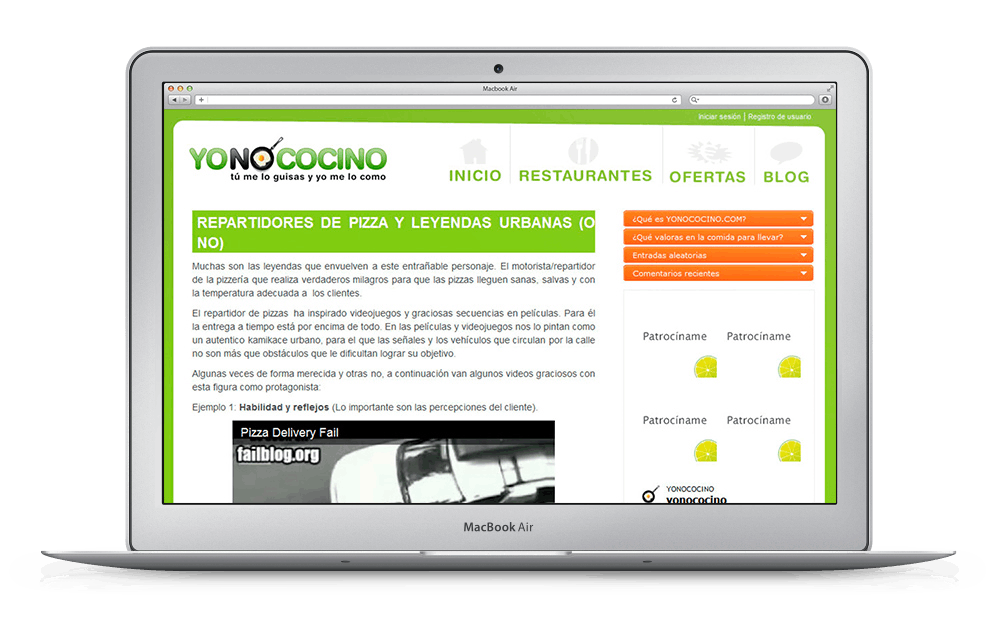 Macbook Air
Iniciar sesión | Registro de usuario
YONOCOCINO
tú me lo guisas y yo me lo como
INICIO
RESTAURANTES
OFERTAS
BLOG
REPARTIDORES DE PIZZA Y LEYENDAS URBANAS (O
NO)
Muchas son las leyendas que envuelven a este entrañable personaje. El motorista/repartidor
de la pizzería que realiza verdaderos milagros para que las pizzas lleguen sanas, salvas y con
la temperatura adecuada a los clientes.
El repartidor de pizzas ha inspirado videojuegos y graciosas secuencias en películas. Para él
la entrega a tiempo está por encima de todo. En las películas y videojuegos nos lo pintan como
un autentico kamikace urbano, para el que las señales y los vehículos que circulan por la calle
no son más que obstáculos que le dificultan lograr su objetivo.
Algunas veces de forma merecida y otras no, a continuación van algunos videos graciosos con
esta figura como protagonista:
Ejemplo 1: Habilidad y reflejos (Lo importante son las percepciones del cliente).
Pizza Delivery Fail
failblog.org
¿Qué es YONOCOCINO.COM?
¿Qué valoras en la comida para llevar?
Entradas aleatorias
Comentarios recientes
Patrocíname
Patrocíname
Patrocíname
Patrocíname
YONOCOCINO
yonococino
MacBook Air